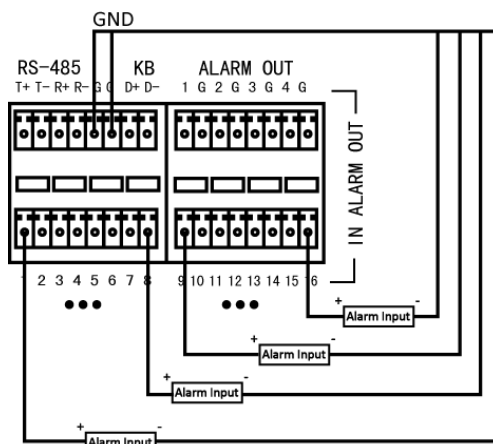 GND
RS-485 KB ALARM OUT
T+ T- R+ R- G G D+ D- 1 G 2 G 3 G 4 G
IN ALARM OUT
1 2 3 4 5 6 7 8 9 10 11 12 13 14 15 16
••• •••
+ Alarm Input -
+ Alarm Input -
+ Alarm Input -
+ Alarm Input -